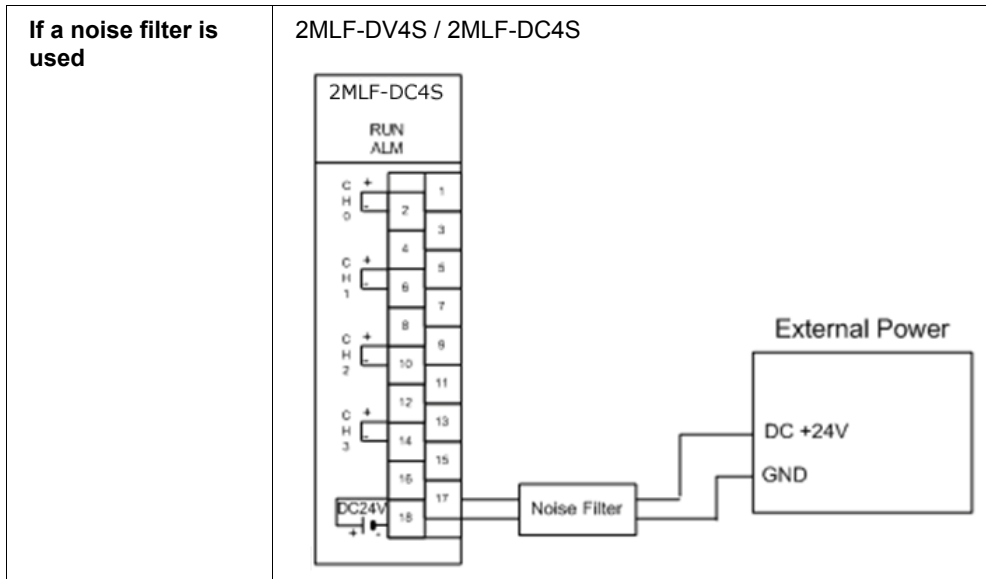 If a noise filter is
used
2MLF-DV4S / 2MLF-DC4S
2MLF-DC4S
RUN
ALM
C
H
0
+
-
1
2
3
4
C
H
1
+
-
5
6
7
8
C
H
2
+
-
9
10
11
12
C
H
3
+
-
13
14
15
16
17
18
DC24V
+ -
Noise Filter
External Power
DC +24V
GND